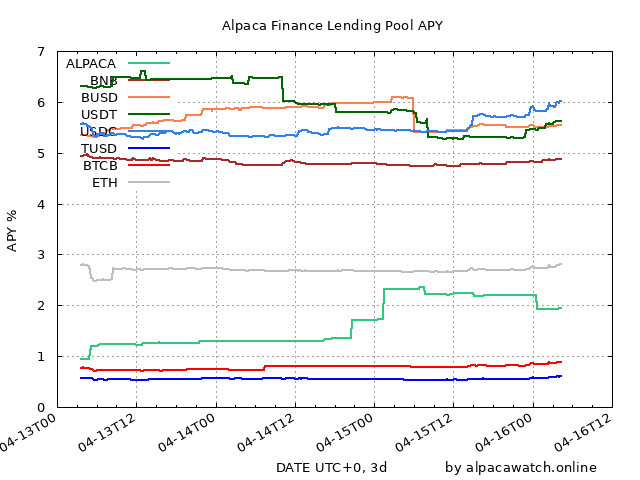 Alpaca Finance Lending Pool APY
APY %
7
6
5
4
3
2
1
0
ALPACA
BNB
BUSD
USDT
USDC
TUSD
BTCB
ETH
04-13T00
04-13T12
04-14T00
04-14T12
04-15T00
04-15T12
04-16T00
04-16T12
DATE UTC+0, 3d
by alpacawatch.online